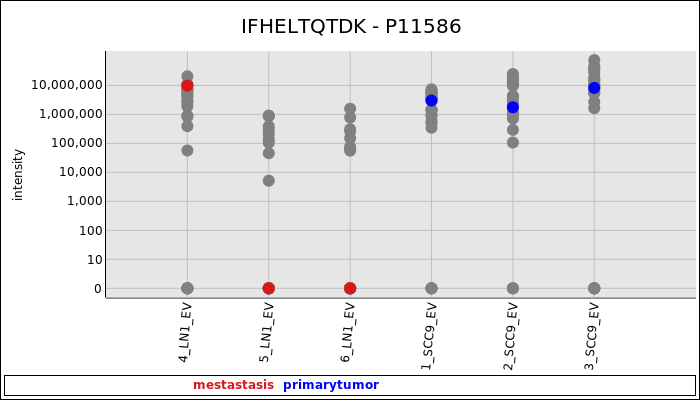 IFHELTQTDK - P11586
intensity
10,000,000
1,000,000
100,000
10,000
1,000
100
10
0
4_LN1_EV
5_LN1_EV
6_LN1_EV
1_SCC9_EV
2_SCC9_EV
3_SCC9_EV
mestastasis primarytumor